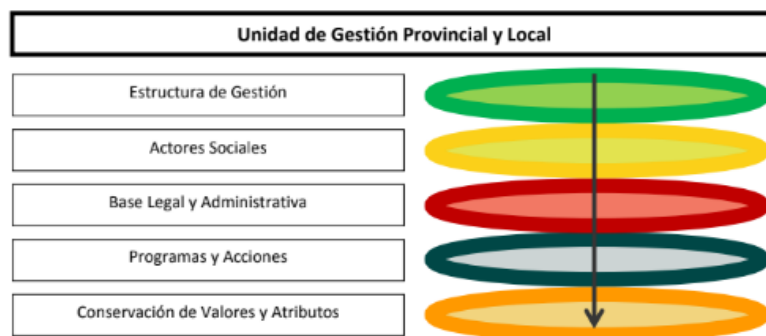 Unidad de Gestión Provincial y Local
Estructura de Gestión
Actores Sociales
Base Legal y Administrativa
Programas y Acciones
Conservación de Valores y Atributos